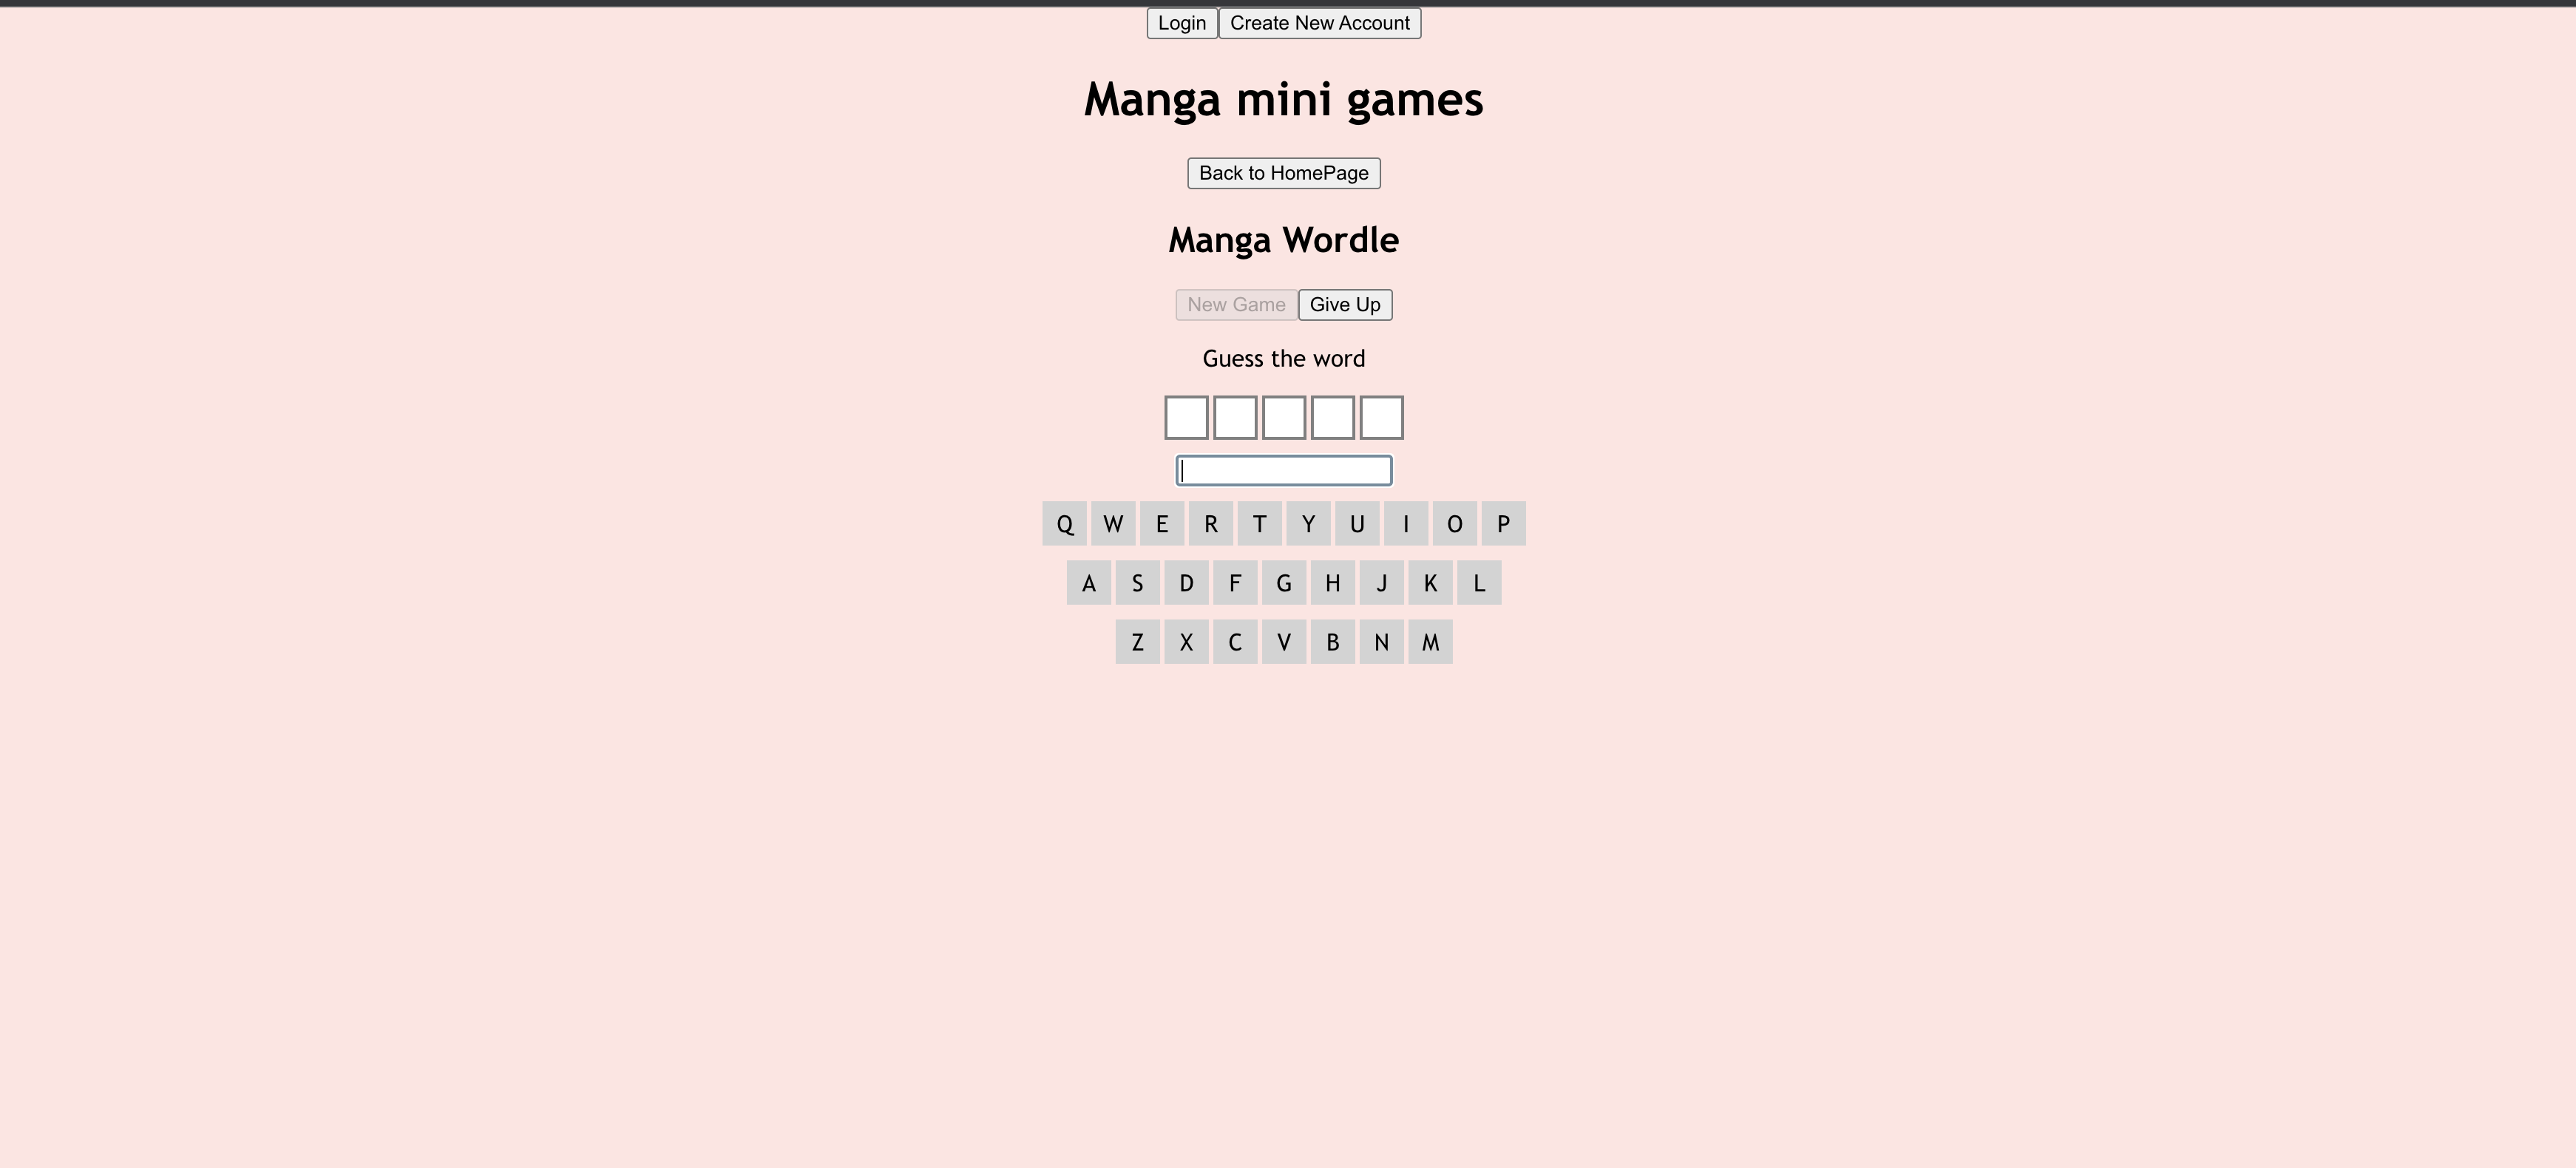 Login Create New Account
Manga mini games
Back to HomePage
Manga Wordle
New Game Give Up
Guess the word
Q W E R T Y U I O P
A S D F G H J K L
Z X C V B N M